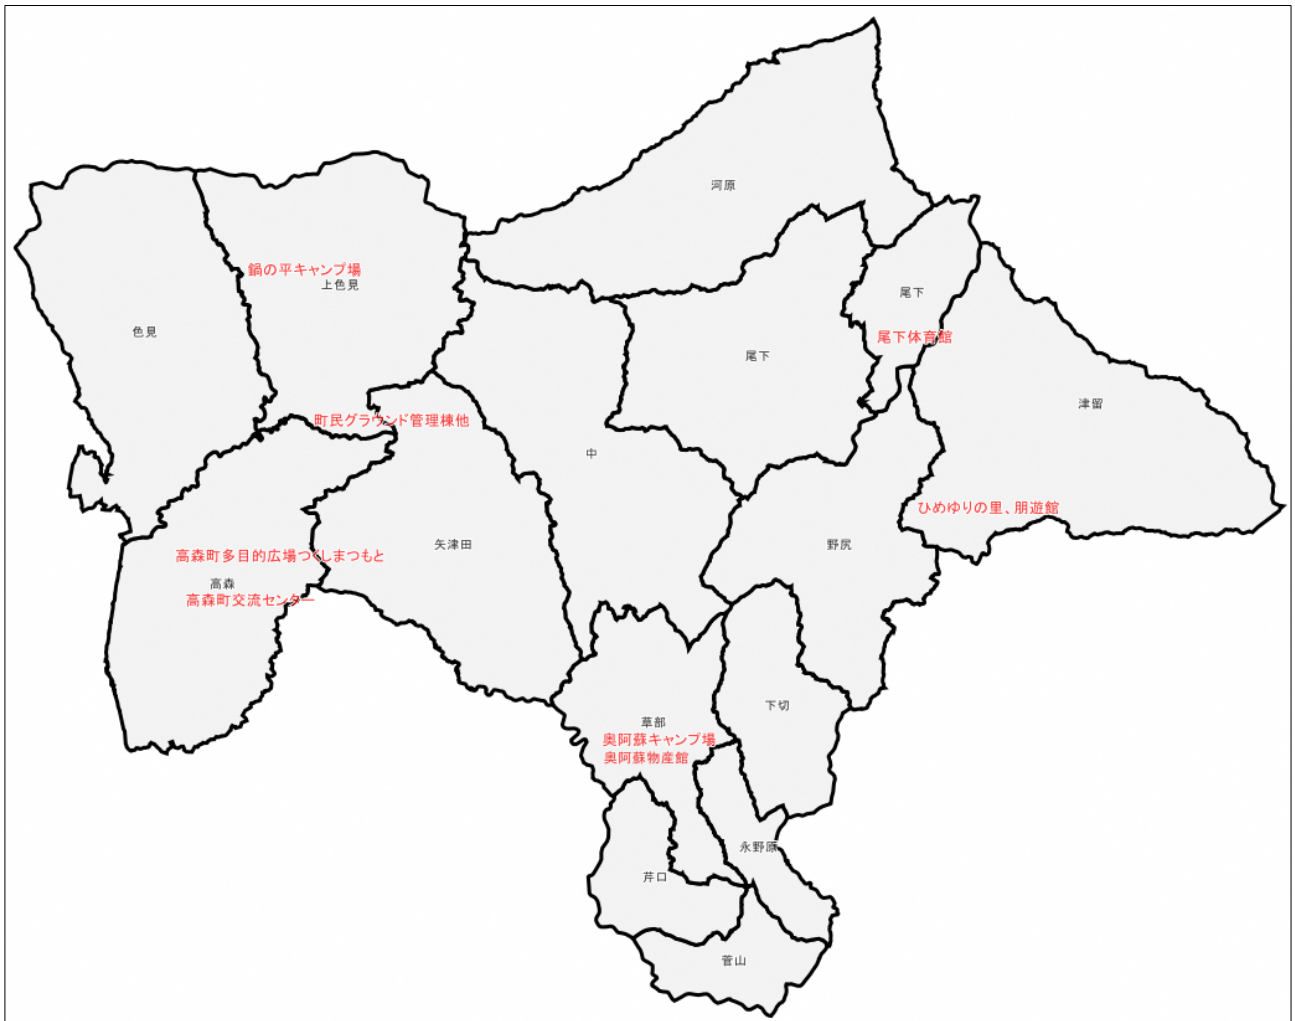 河原
鍋の平キャンプ場
上色見
尾下
色見
尾下体育館
尾下
津留
町民グラウンド管理棟他
中
ひめゆりの里、朋遊館
矢津田
野尻
高森町多目的広場つくしまつもと
高森
高森町交流センター
下切
草部
奥阿蘇キャンプ場
奥阿蘇物産館
永野原
芹口
菅山